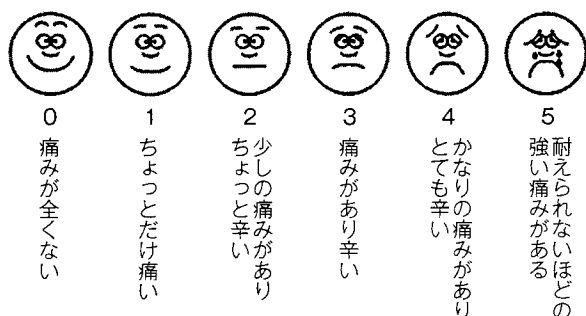 0
痛みが全くない
1
ちょっとだけ痛い
2
少しの痛みがあり
ちょっと辛い
3
痛みがあり辛い
4
かなりの痛みがあり
とても辛い
5
耐えられないほどの
強い痛みがある